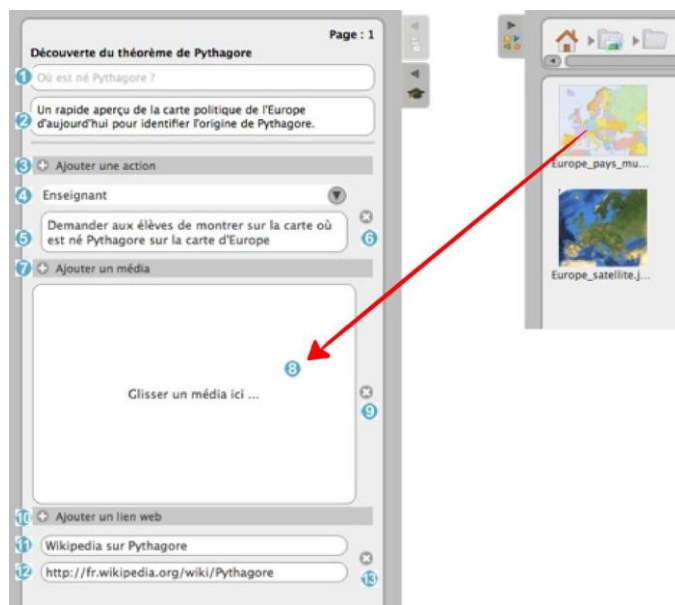 Page : 1
Découverte du théorème de Pythagore
1 Où est né Pythagore ?
2 Un rapide aperçu de la carte politique de l'Europe
d'aujourd'hui pour identifier l'origine de Pythagore.
3 Ajouter une action
4 Enseignant
5 Demander aux élèves de montrer sur la carte où
est né Pythagore sur la carte d'Europe
6
7 Ajouter un média
8
Glisser un média ici ...
9
10 Ajouter un lien web
11 Wikipedia sur Pythagore
12 http://fr.wikipedia.org/wiki/Pythagore
13
Europe_pays_mu...
Europe_satellite.j...